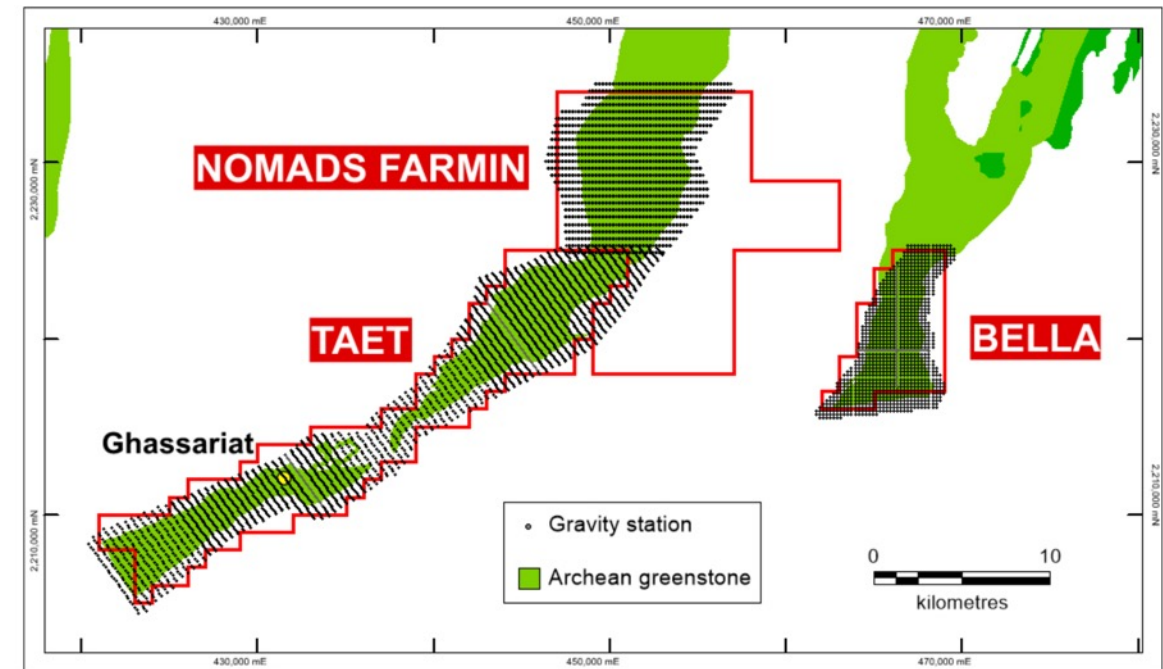 430,000 mE
450,000 mE
470,000 mE
2,230,000 mN
2,230,000 mN
NOMADS FARMIN
TAET
BELLA
Ghassariat
2,210,000 mN
2,210,000 mN
Gravity station
Archean greenstone
0 10
kilometres
430,000 mE
450,000 mE
470,000 mE